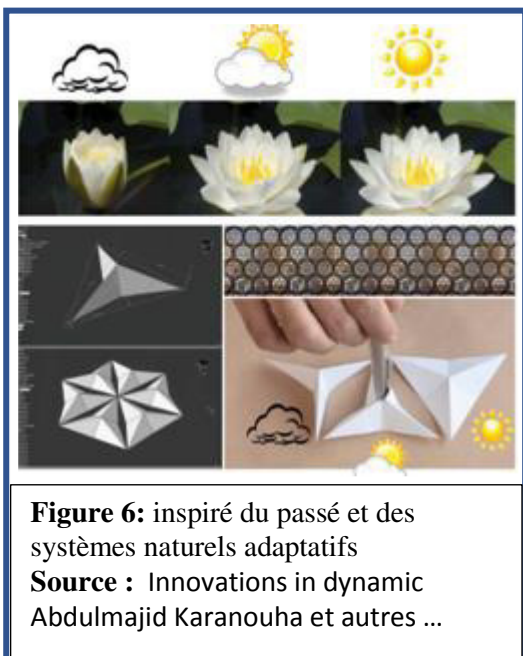 Figure 6: inspiré du passé et des
systèmes naturels adaptatifs
Source : Innovations in dynamic
Abdulmajid Karanouha et autres ...